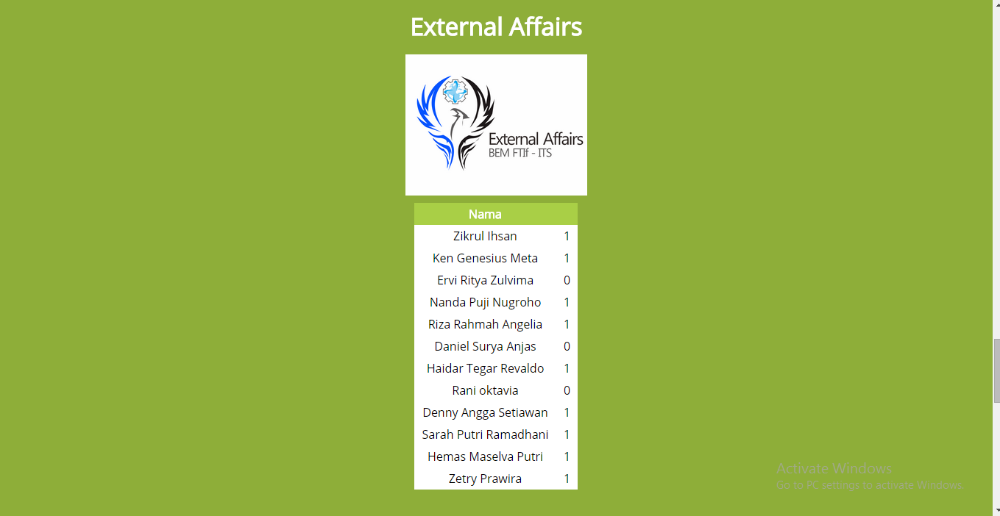 External Affairs
External Affairs
BEM FTIf - ITS
Nama
Zikrul Ihsan 1
Ken Genesius Meta 1
Ervi Ritya Zulvima 0
Nanda Puji Nugroho 1
Riza Rahmah Angelia 1
Daniel Surya Anjas 0
Haidar Tegar Revaldo 1
Rani oktavia 0
Denny Angga Setiawan 1
Sarah Putri Ramadhani 1
Hemas Maselva Putri 1
Zetry Prawira 1
Activate Windows
Go to PC settings to activate Windows.